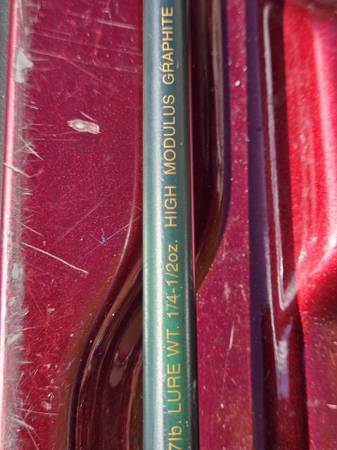 7lb. LURE WT. 1/4-1/2oz. HIGH MODULUS GRAPHITE